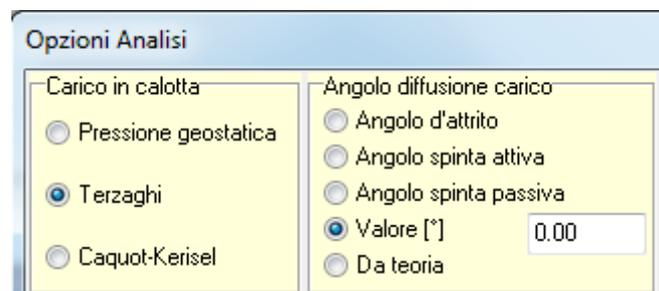 Opzioni Analisi
Carico in calotta
Pressione geostatica
Terzaghi
Caquot-Kerisel
Angolo diffusione carico
Angolo d'attrito
Angolo spinta attiva
Angolo spinta passiva
Valore [°] 0.00
Da teoria